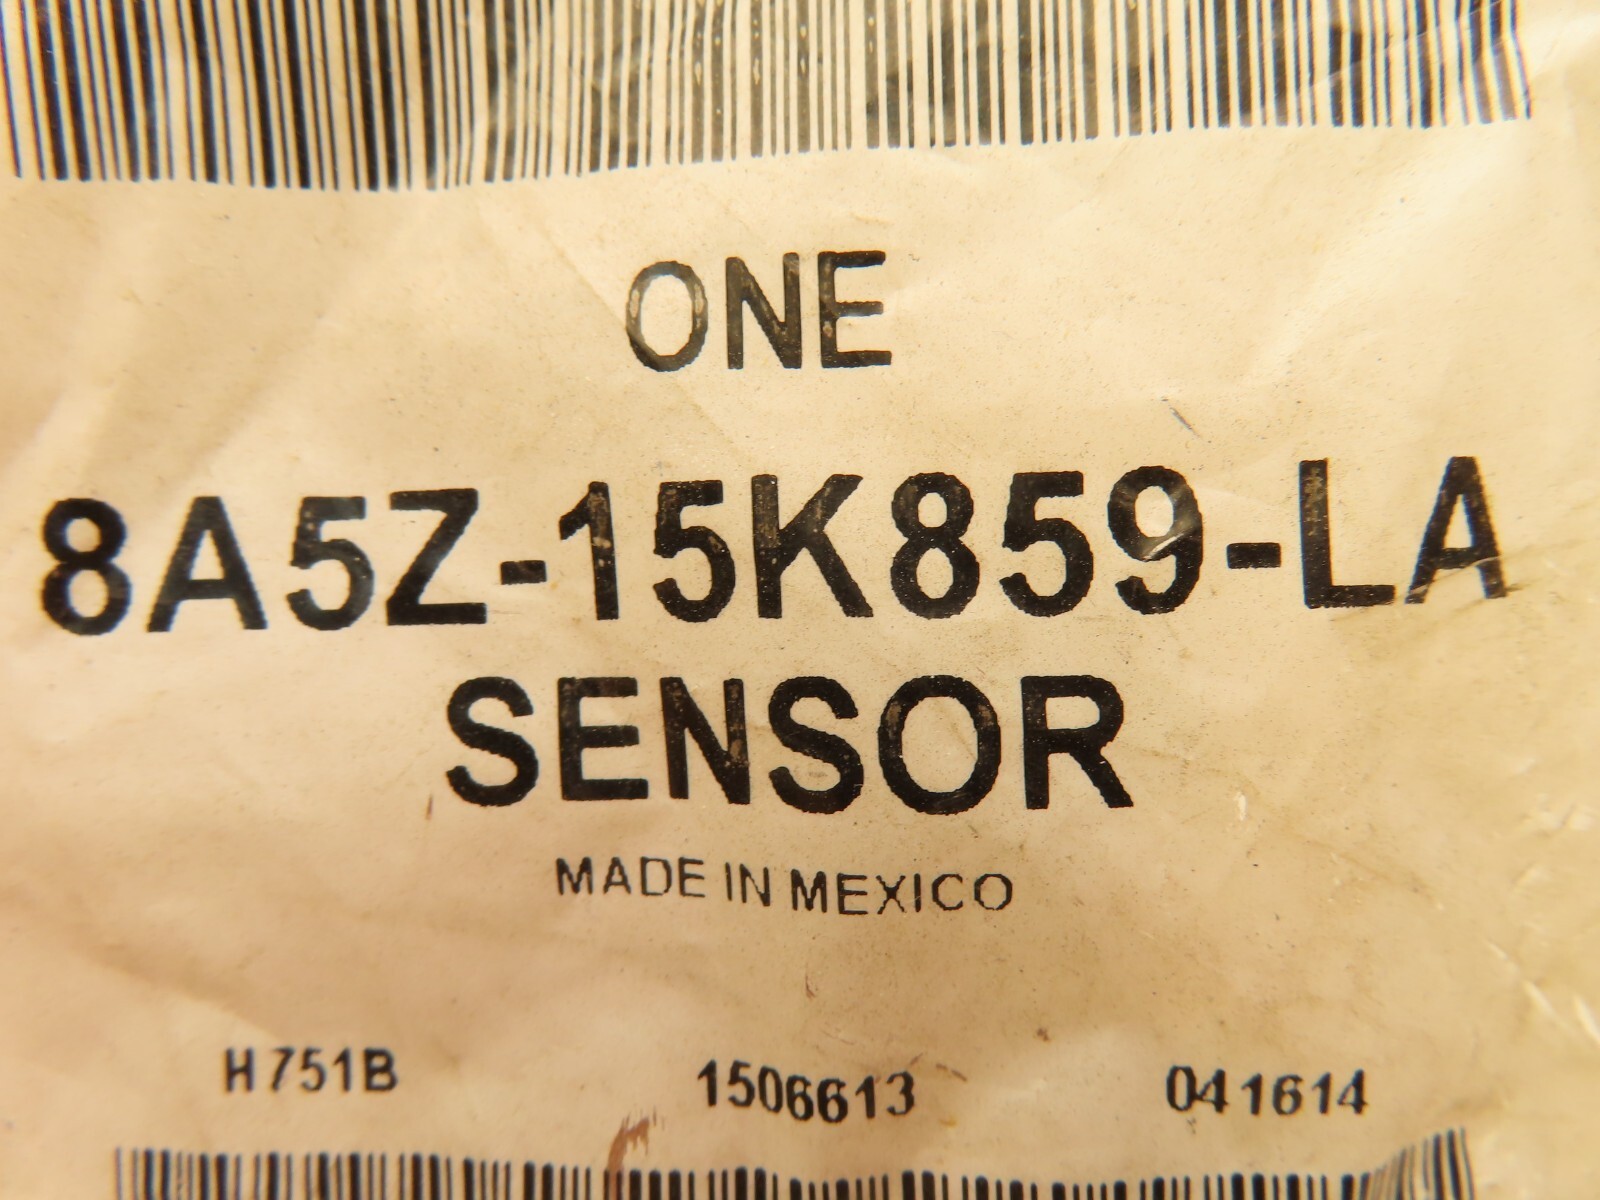 ONE
8A5Z-15K859-LA
SENSOR
MADE IN MEXICO
H751B 1506613 041614